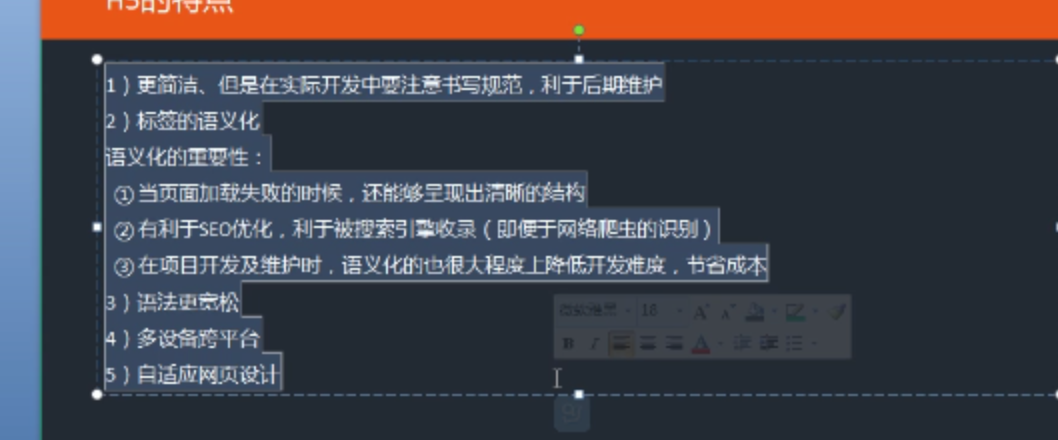 H5的特点
1）更简洁、但是在实际开发中要注意书写规范，利于后期维护
2）标签的语义化
语义化的重要性：
①当页面加载失败的时候，还能够呈现出清晰的结构
②有利于SEO优化，利于被搜索引擎收录（即便于网络爬虫的识别）
③在项目开发及维护时，语义化的也很大程度上降低开发难度，节省成本
3）语法更宽松
微软雅黑 18 A A
4）多设备跨平台
B I A
5）自适应网页设计